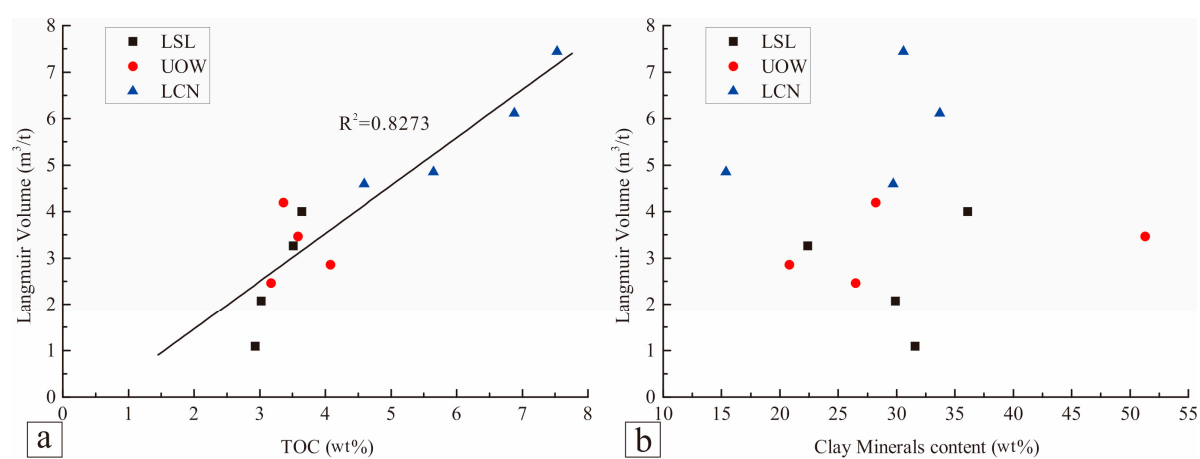 8
7
6
5
4
3
2
1
0
Langmuir Volume (m³/t)
LSL
UOW
LCN
R²=0.8273
0 1 2 3 4 5 6 7 8
TOC (wt%)
a
8
7
6
5
4
3
2
1
0
Langmuir Volume (m³/t)
LSL
UOW
LCN
10 15 20 25 30 35 40 45 50 55
Clay Minerals content (wt%)
b